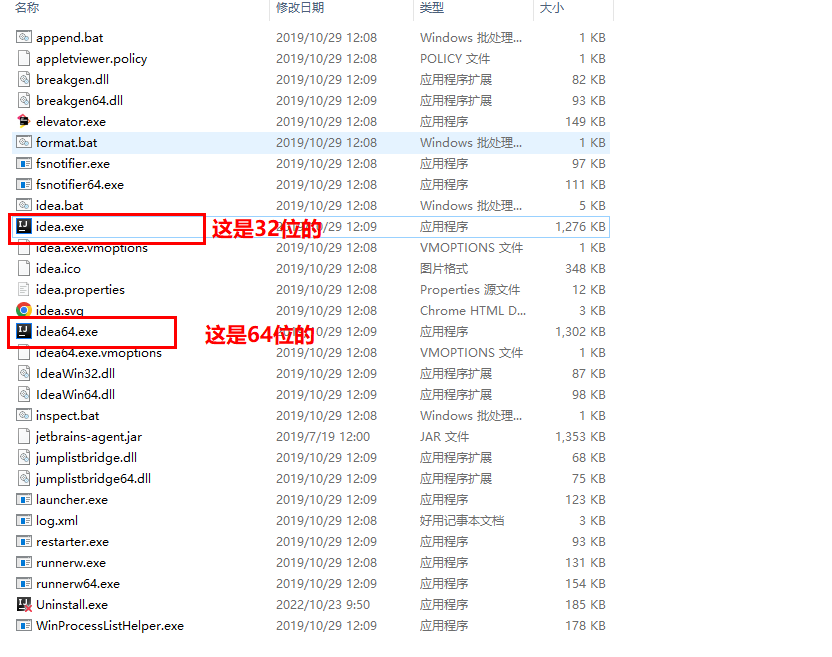 名称 修改日期 类型 大小
append.bat 2019/10/29 12:08 Windows 批处理... 1 KB
appletviewer.policy 2019/10/29 12:08 POLICY 文件 1 KB
breakgen.dll 2019/10/29 12:09 应用程序扩展 82 KB
breakgen64.dll 2019/10/29 12:09 应用程序扩展 93 KB
elevator.exe 2019/10/29 12:09 应用程序 149 KB
format.bat 2019/10/29 12:08 Windows 批处理... 1 KB
fsnotifier.exe 2019/10/29 12:08 应用程序 97 KB
fsnotifier64.exe 2019/10/29 12:08 应用程序 111 KB
idea.bat 2019/10/29 12:08 Windows 批处理... 5 KB
idea.exe 这是32位的 2019/10/29 12:09 应用程序 1,276 KB
idea.exe.vmoptions 2019/10/29 12:08 VMOPTIONS 文件 1 KB
idea.ico 2019/10/29 12:08 图片格式 348 KB
idea.properties 2019/10/29 12:08 Properties 源文件 12 KB
idea.svg 2019/10/29 12:08 Chrome HTML D... 3 KB
idea64.exe 这是64位的 2019/10/29 12:09 应用程序 1,302 KB
idea64.exe.vmoptions 2019/10/29 12:08 VMOPTIONS 文件 1 KB
IdeaWin32.dll 2019/10/29 12:09 应用程序扩展 87 KB
IdeaWin64.dll 2019/10/29 12:09 应用程序扩展 98 KB
inspect.bat 2019/10/29 12:08 Windows 批处理... 1 KB
jetbrains-agent.jar 2019/7/19 12:00 JAR 文件 1,353 KB
jumplistbridge.dll 2019/10/29 12:09 应用程序扩展 68 KB
jumplistbridge64.dll 2019/10/29 12:09 应用程序扩展 75 KB
launcher.exe 2019/10/29 12:09 应用程序 123 KB
log.xml 2019/10/29 12:08 好用记事本文档 3 KB
restarter.exe 2019/10/29 12:09 应用程序 93 KB
runnerw.exe 2019/10/29 12:08 应用程序 131 KB
runnerw64.exe 2019/10/29 12:09 应用程序 154 KB
Uninstall.exe 2022/10/23 9:50 应用程序 185 KB
WinProcessListHelper.exe 2019/10/29 12:09 应用程序 178 KB